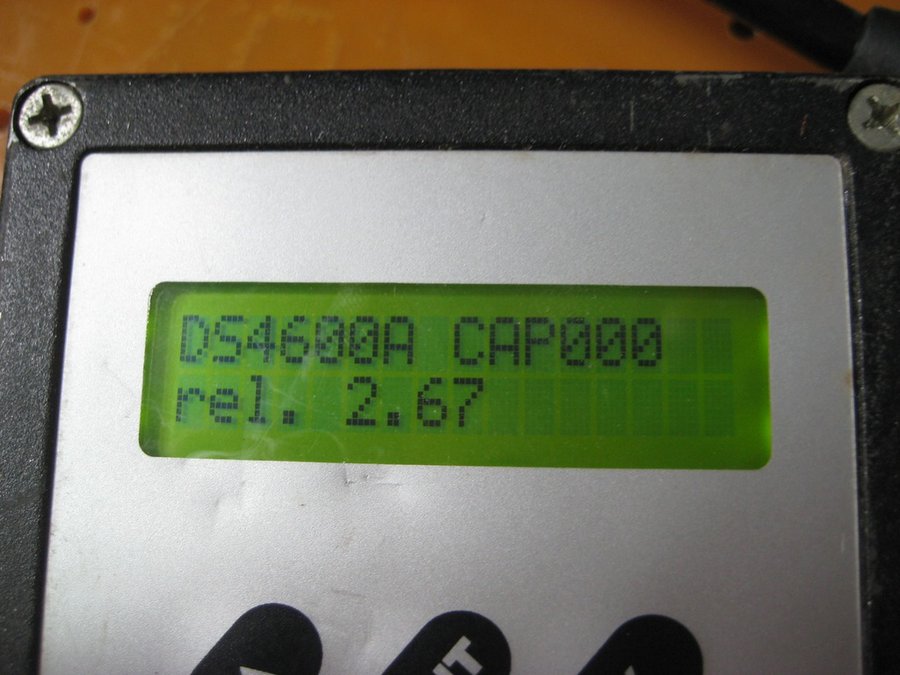 DS4600A CAP000
rel. 2.67